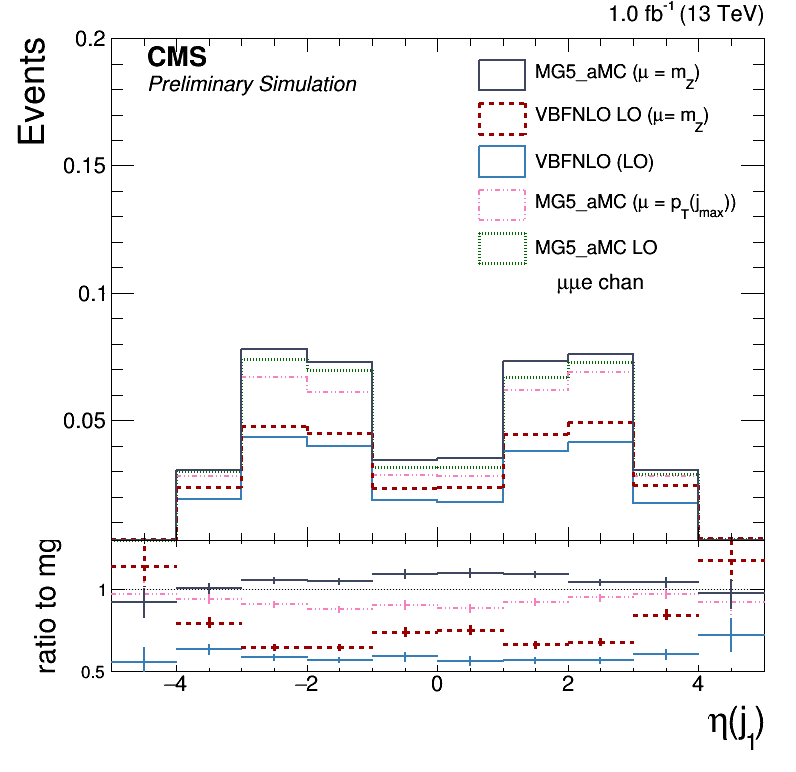 1.0 fb⁻¹ (13 TeV)
CMS
Preliminary Simulation
Events
0.2
0.15
0.1
0.05
MG5_aMC (μ = m_Z)
VBFNLO LO (μ= m_Z)
VBFNLO (LO)
MG5_aMC (μ = p_T(j_max))
MG5_aMC LO
μμe chan
ratio to mg
1
0.5
−4 −2 0 2 4
η(j_1)